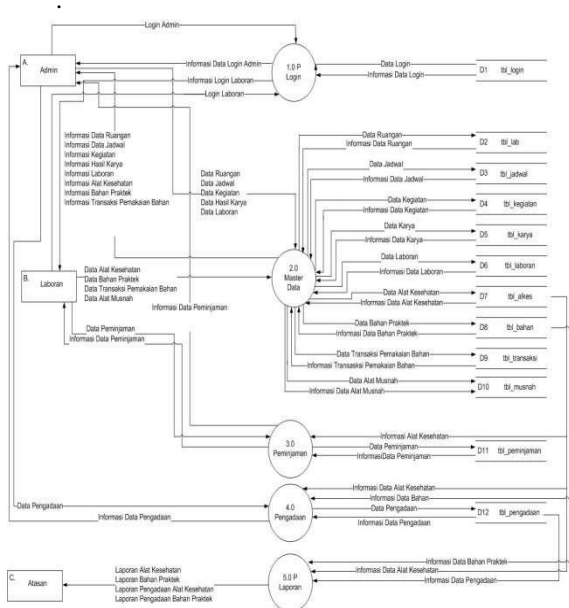 Login Admin
A.
Admin
Informasi Data Login Admin
Informasi Login Laboran
Login Laboran
1.0 P
Login
Data Login
Informasi Data Login
D1 tbl_login
Informasi Data Ruangan
Informasi Data Jadwal
Informasi Kegiatan
Informasi Hasil Karya
Informasi Laboran
Informasi Alat Kesehatan
Informasi Bahan Praktek
Informasi Transaksi Pemakaian Bahan
Data Ruangan
Data Jadwal
Data Kegiatan
Data Hasil Karya
Data Laboran
Data Ruangan
Informasi Data Ruangan
D2 tbl_lab
Data Jadwal
Informasi Data Jadwal
D3 tbl_jadwal
Data Kegiatan
Informasi Data Kegiatan
D4 tbl_kegiatan
Data Karya
Informasi Data Karya
D5 tbl_karya
Data Laboran
Informasi Data Laboran
D6 tbl_laboran
Data Alat Kesehatan
Informasi Data Alat Kesehatan
D7 tbl_alkes
Data Bahan Praktek
Informasi Data Bahan Praktek
D8 tbl_bahan
Data Transaksi Pemakaian Bahan
Informasi Transasksi Pemakaian Bahan
D9 tbl_transaksi
Data Alat Musnah
Informasi Data Alat Musnah
D10 tbl_musnah
2.0
Master
Data
B.
Laboran
Data Alat Kesehatan
Data Bahan Praktek
Data Transaksi Pemakaian Bahan
Data Alat Musnah
Informasi Data Peminjaman
Data Peminjaman
Informasi Data Peminjaman
3.0
Peminjaman
Informasi Alat Kesehatan
Data Peminjaman
InformasiData Peminjaman
D11 tbl_peminjaman
Data Pengadaan
Informasi Data Pengadaan
4.0
Pengadaan
Informasi Data Alat Kesehatan
Informasi Data Bahan
Data Pengadaan
Informasi Data Pengadaan
D12 tbl_pengadaan
C.
Atasan
Laporan Alat Kesehatan
Laporan Bahan Praktek
Laporan Pengadaan Alat Kesehatan
Laporan Pengadaan Bahan Praktek
5.0 P
Laporan
Informasi Data Bahan Praktek
Informasi Data Alat Kesehatan
Informasi Data Pengadaan